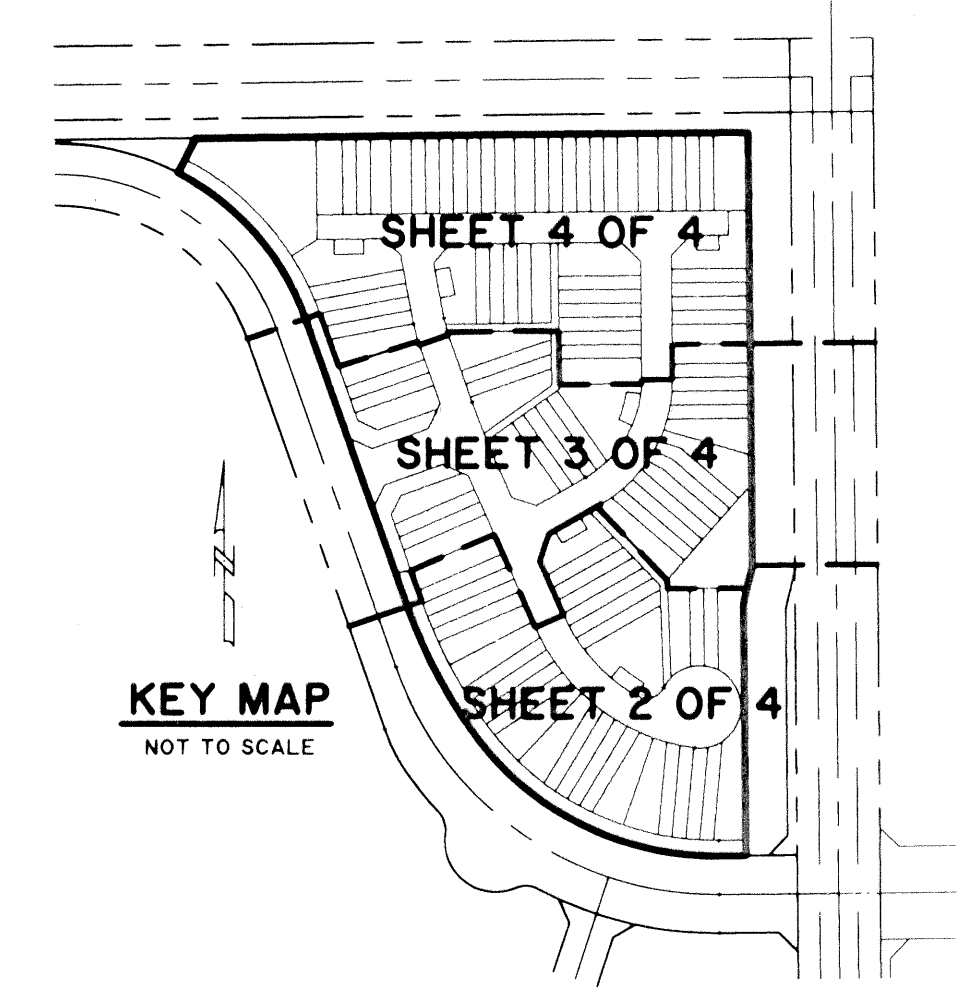 SHEET 4 OF 4
SHEET 3 OF 4
N
KEY MAP
SHEET 2 OF 4
NOT TO SCALE